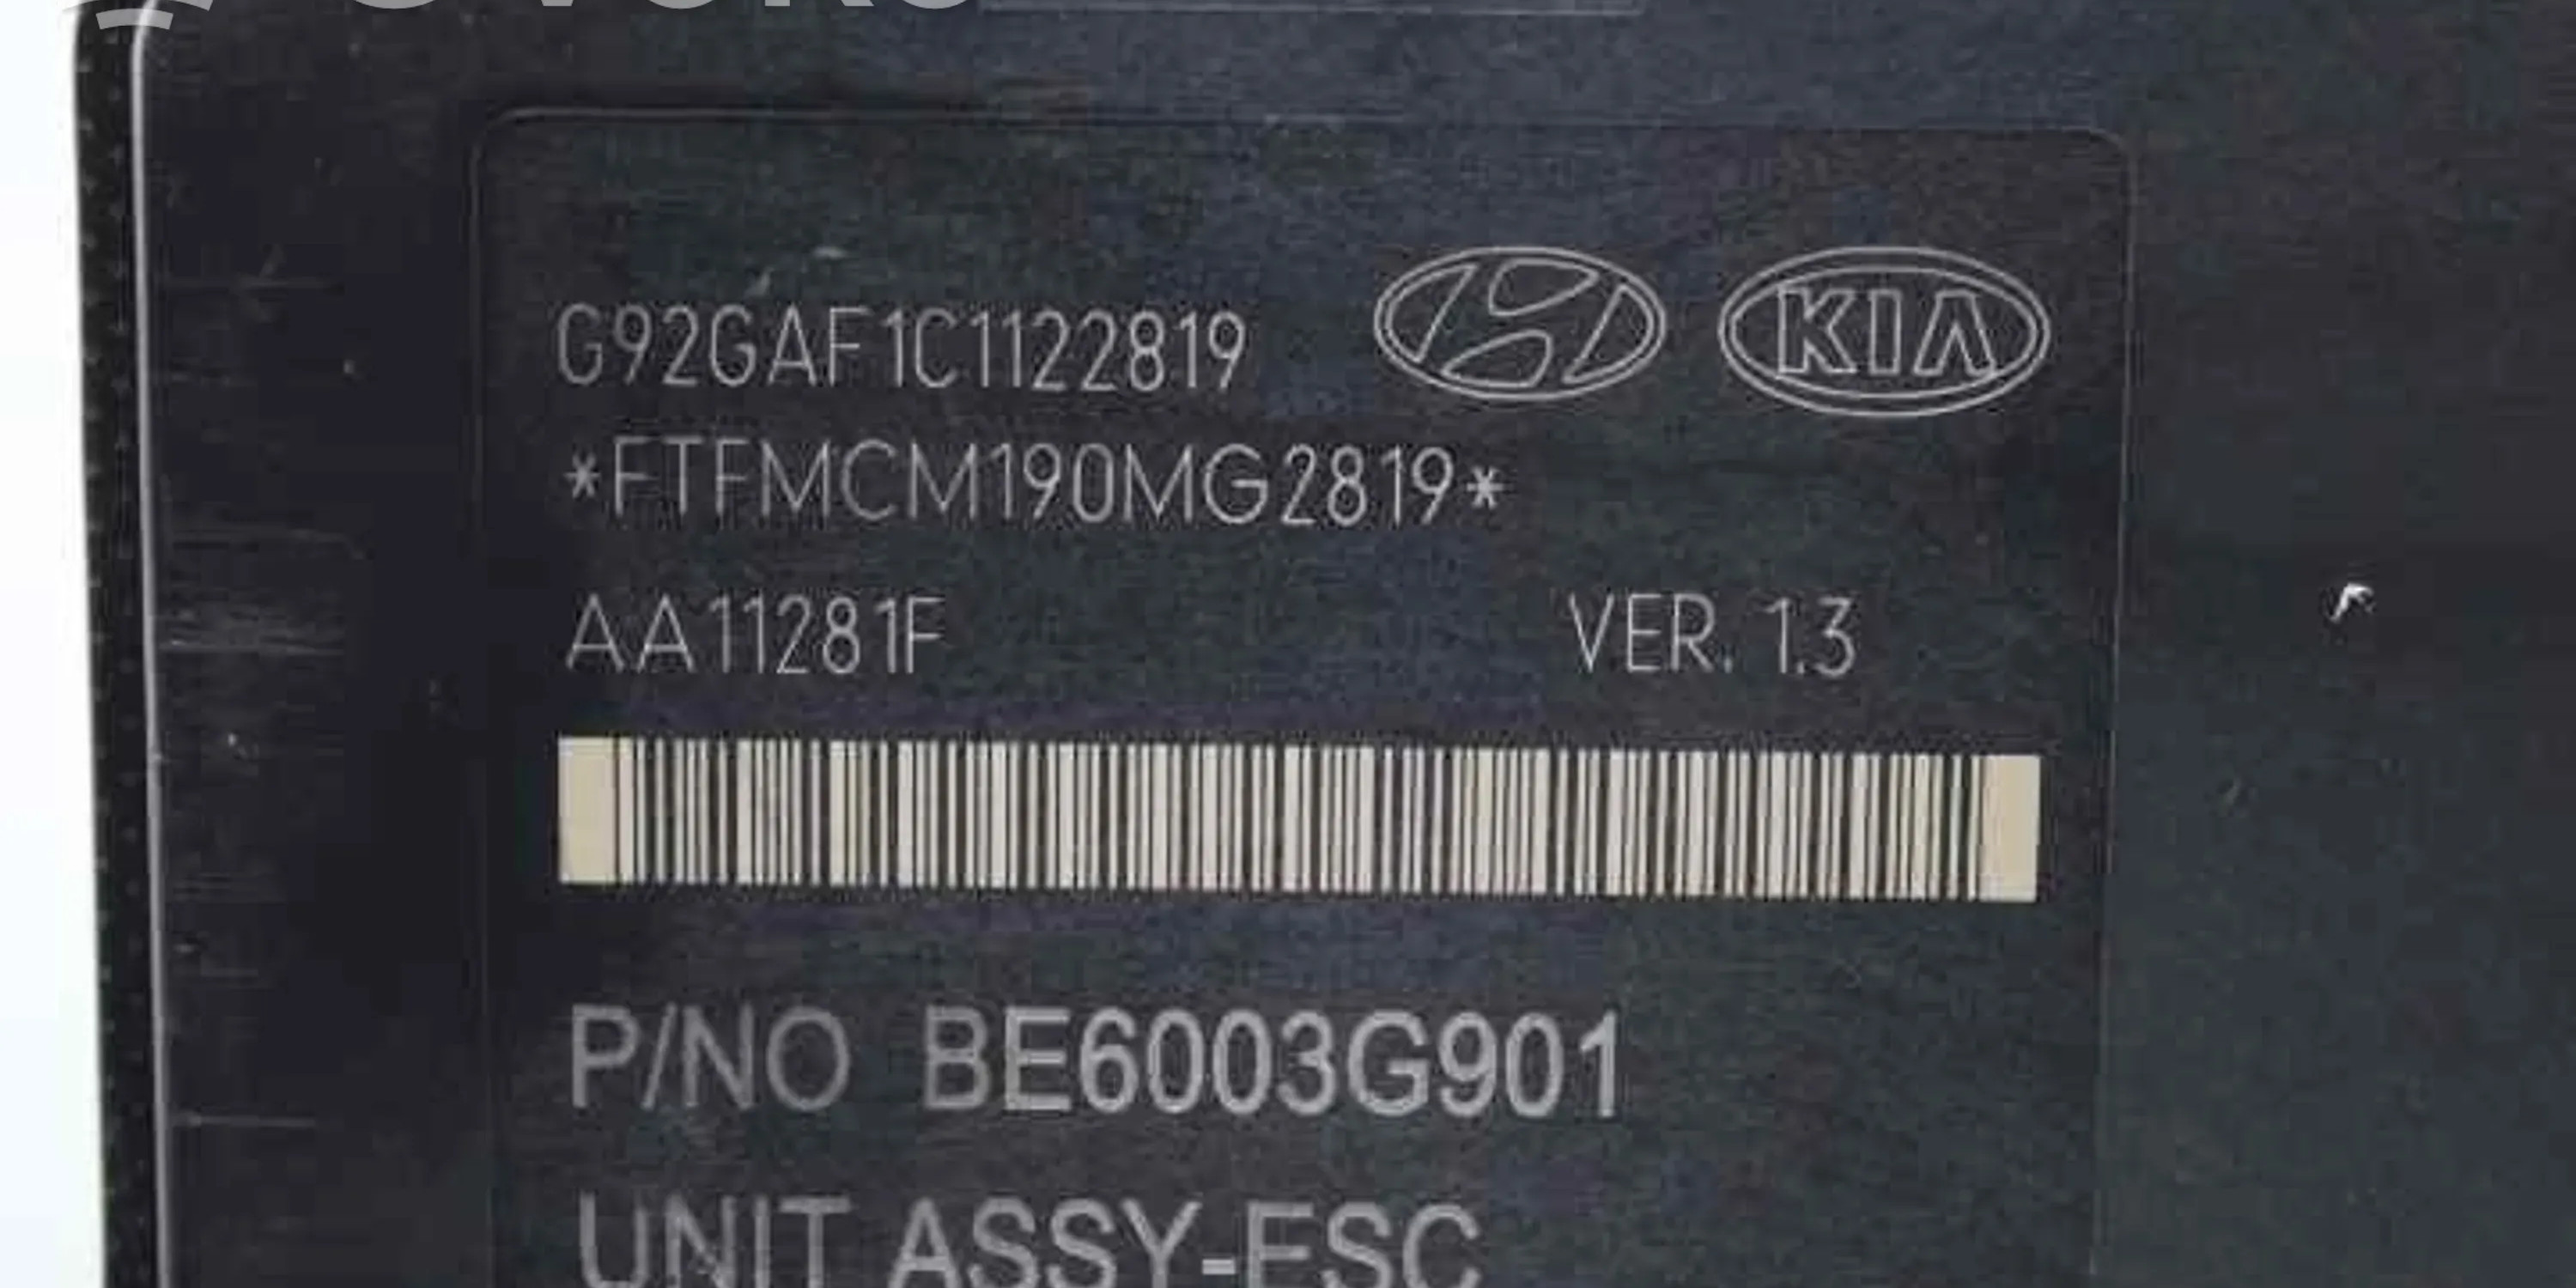 G92GAF1C1122819
KIA
*FTFMCM190MG2819*
AA11281F VER. 1.3
P/NO BE6003G901
UNIT ASSY-ESC